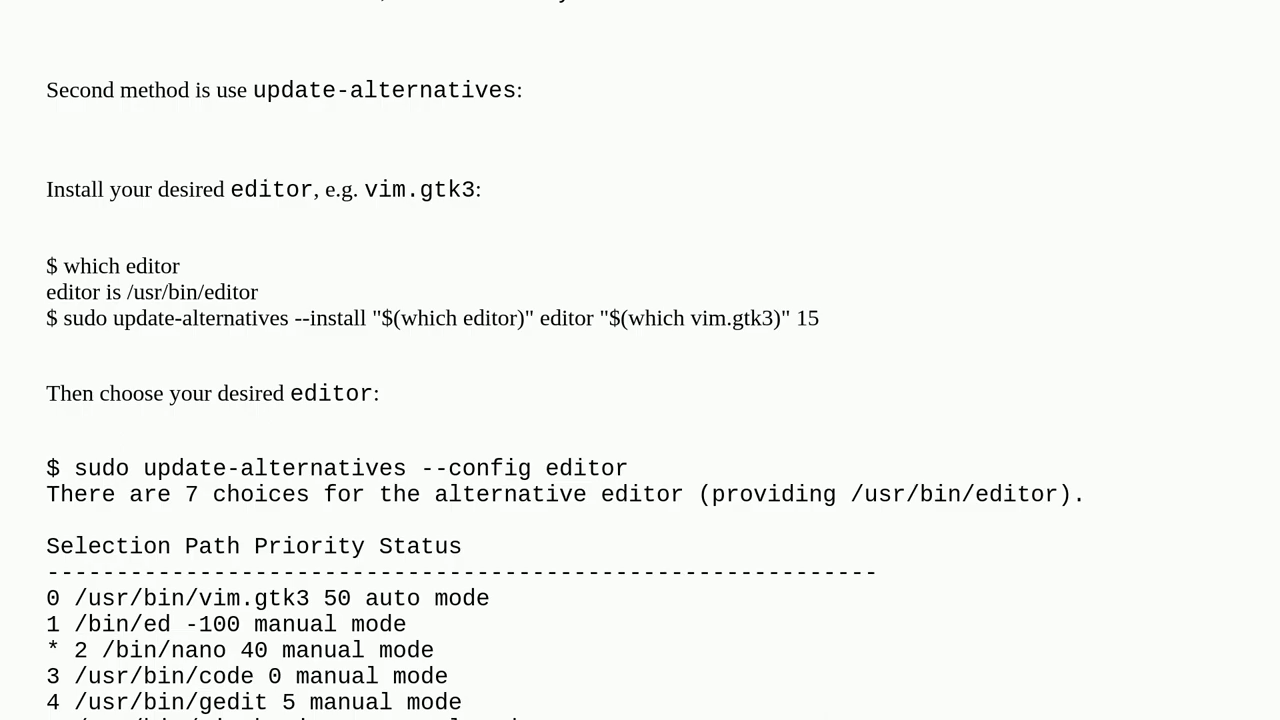 Second method is use update-alternatives:
Install your desired editor, e.g. vim.gtk3:
$ which editor
editor is /usr/bin/editor
$ sudo update-alternatives --install "$(which editor)" editor "$(which vim.gtk3)" 15
Then choose your desired editor:
$ sudo update-alternatives --config editor
There are 7 choices for the alternative editor (providing /usr/bin/editor).
Selection Path Priority Status
------------------------------------------------------------
0 /usr/bin/vim.gtk3 50 auto mode
1 /bin/ed -100 manual mode
* 2 /bin/nano 40 manual mode
3 /usr/bin/code 0 manual mode
4 /usr/bin/gedit 5 manual mode